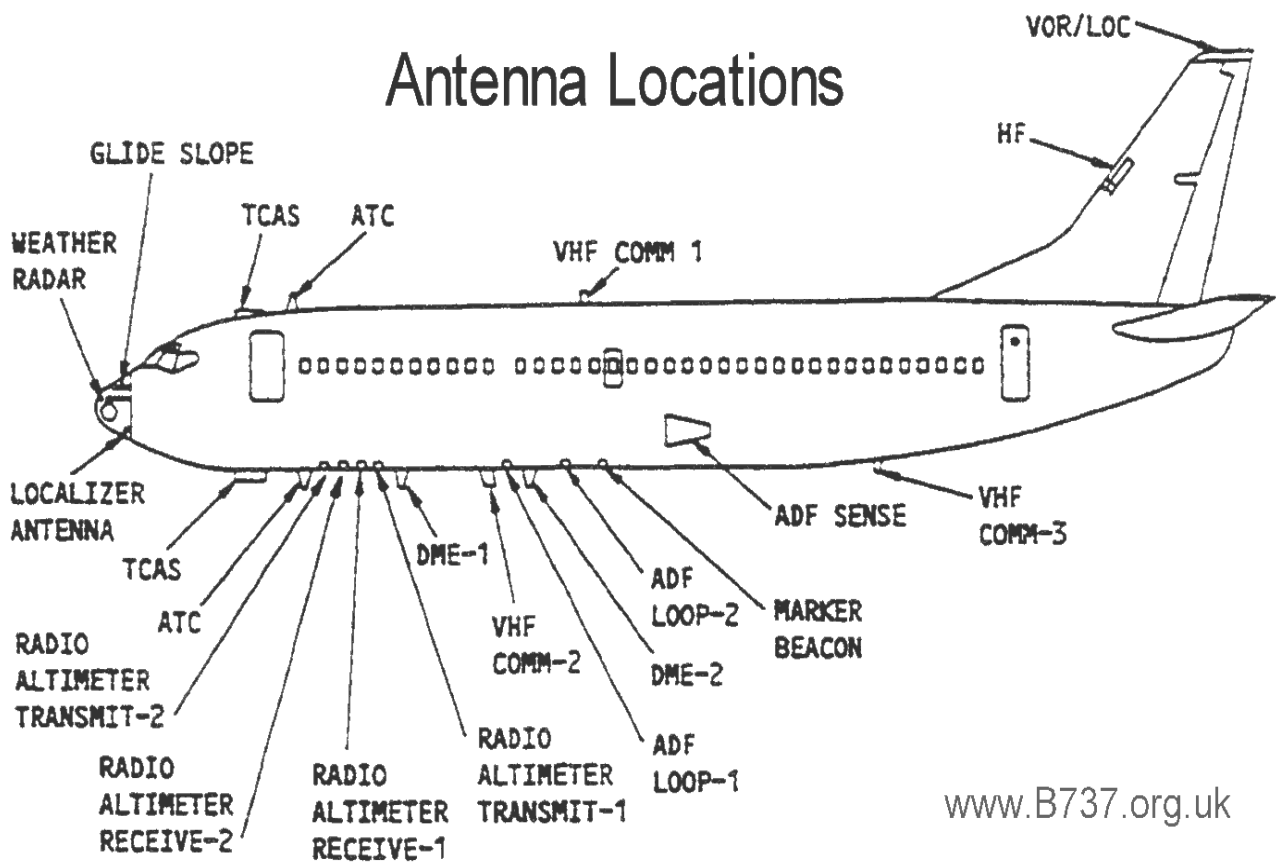 VOR/LOC
Antenna Locations
HF
GLIDE SLOPE
TCAS
ATC
WEATHER
RADAR
VHF COMM 1
LOCALIZER
ANTENNA
TCAS
ATC
RADIO
ALTIMETER
TRANSMIT-2
RADIO
ALTIMETER
RECEIVE-2
RADIO
ALTIMETER
RECEIVE-1
RADIO
ALTIMETER
TRANSMIT-1
DME-1
VHF
COMM-2
ADF
LOOP-1
DME-2
ADF
LOOP-2
MARKER
BEACON
ADF SENSE
VHF
COMM-3
www.B737.org.uk